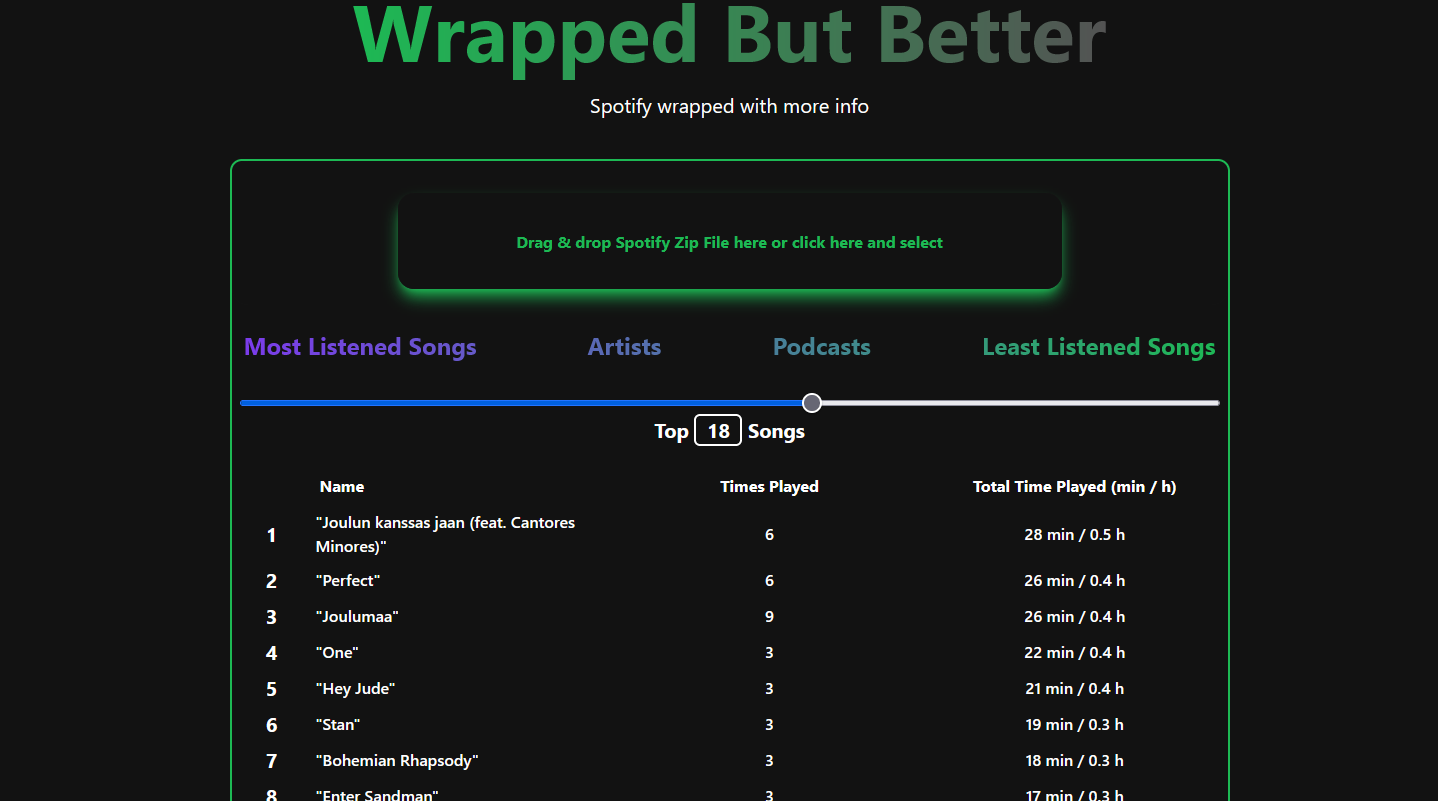 Wrapped But Better
Spotify wrapped with more info
Drag & drop Spotify Zip File here or click here and select
Most Listened Songs Artists Podcasts Least Listened Songs
Top 18 Songs
Name Times Played Total Time Played (min / h)
1 "Joulun kanssas jaan (feat. Cantores
Minores)" 6 28 min / 0.5 h
2 "Perfect" 6 26 min / 0.4 h
3 "Joulumaa" 9 26 min / 0.4 h
4 "One" 3 22 min / 0.4 h
5 "Hey Jude" 3 21 min / 0.4 h
6 "Stan" 3 19 min / 0.3 h
7 "Bohemian Rhapsody" 3 18 min / 0.3 h
8 "Enter Sandman" 3 17 min / 0.3 h